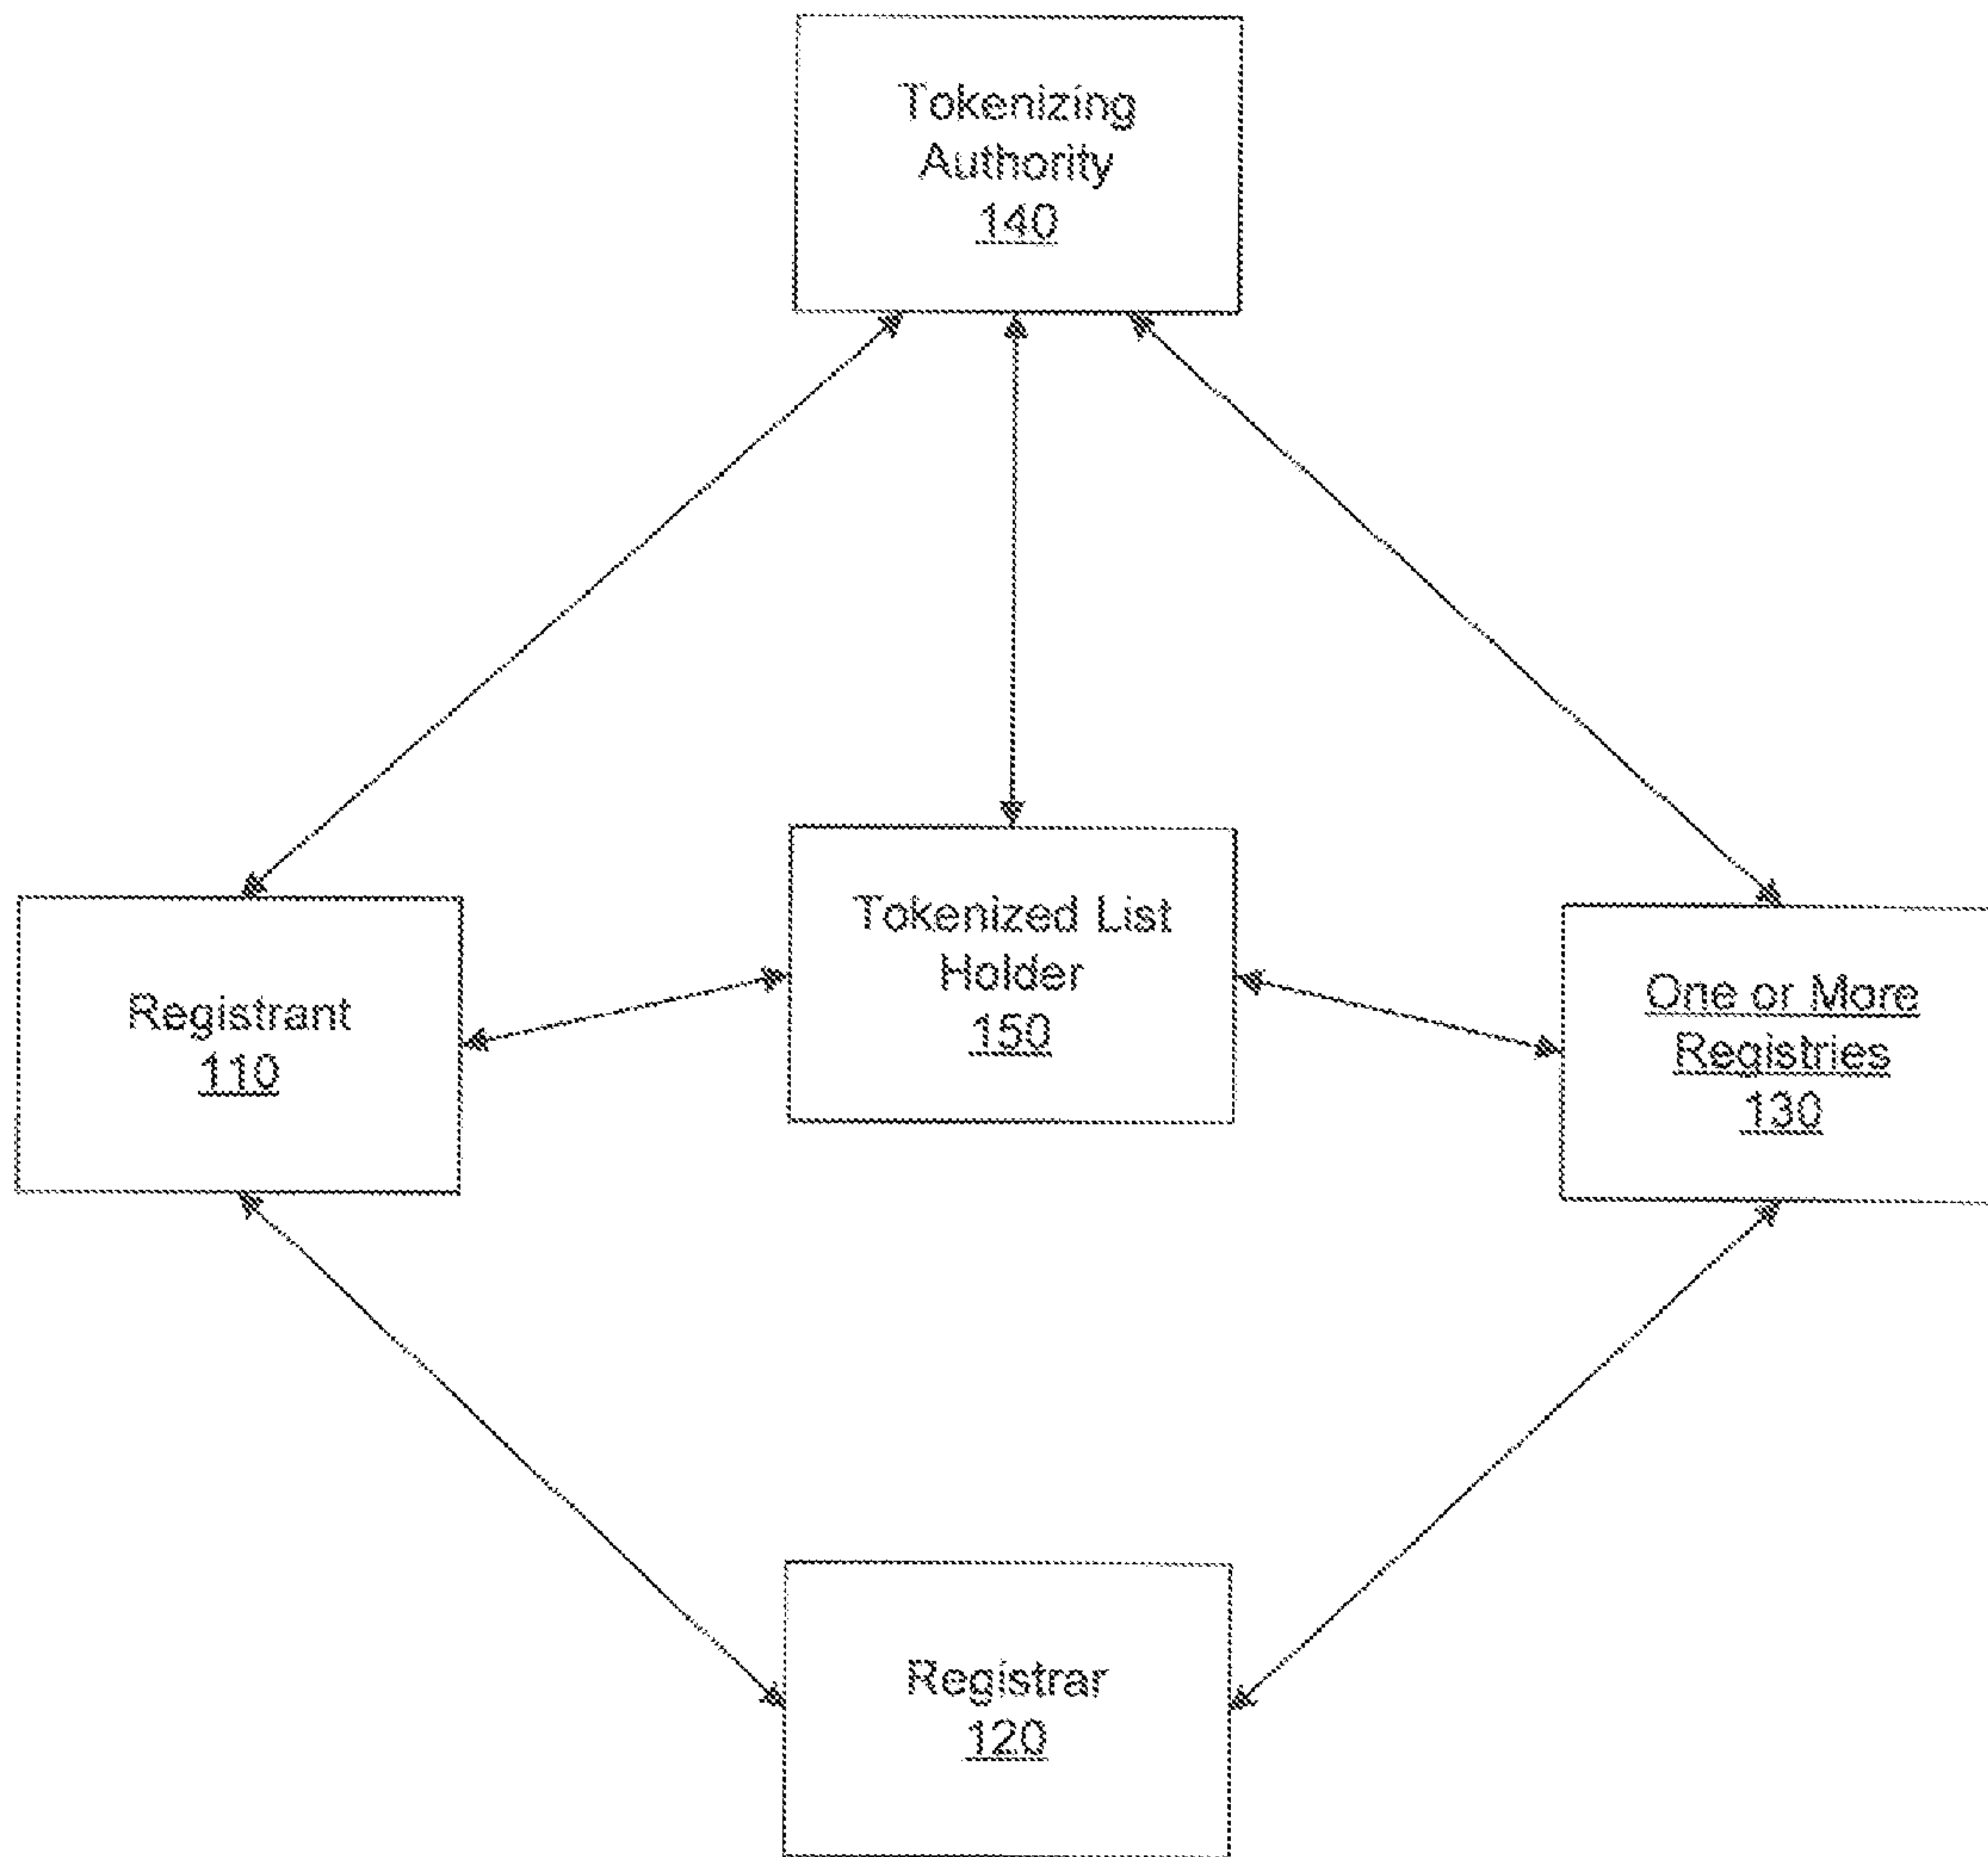 Tokenizing
Authority
140
Tokenized List
Holder
150
Registrant
110
One or More
Registries
130
Registrar
120